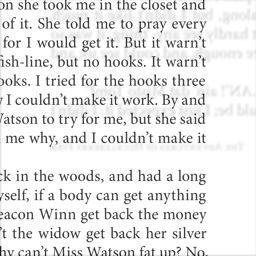 on she took me in the closet and
of it. She told me to pray every
for I would get it. But it warn't
fish-line, but no hooks. It warn't
ooks. I tried for the hooks three
I couldn't make it work. By and
Watson to try for me, but she said
me why, and I couldn't make it
ck in the woods, and had a long
yself, if a body can get anything
eacon Winn get back the money
't the widow get back her silver
hy can't Miss Watson fat up? No,